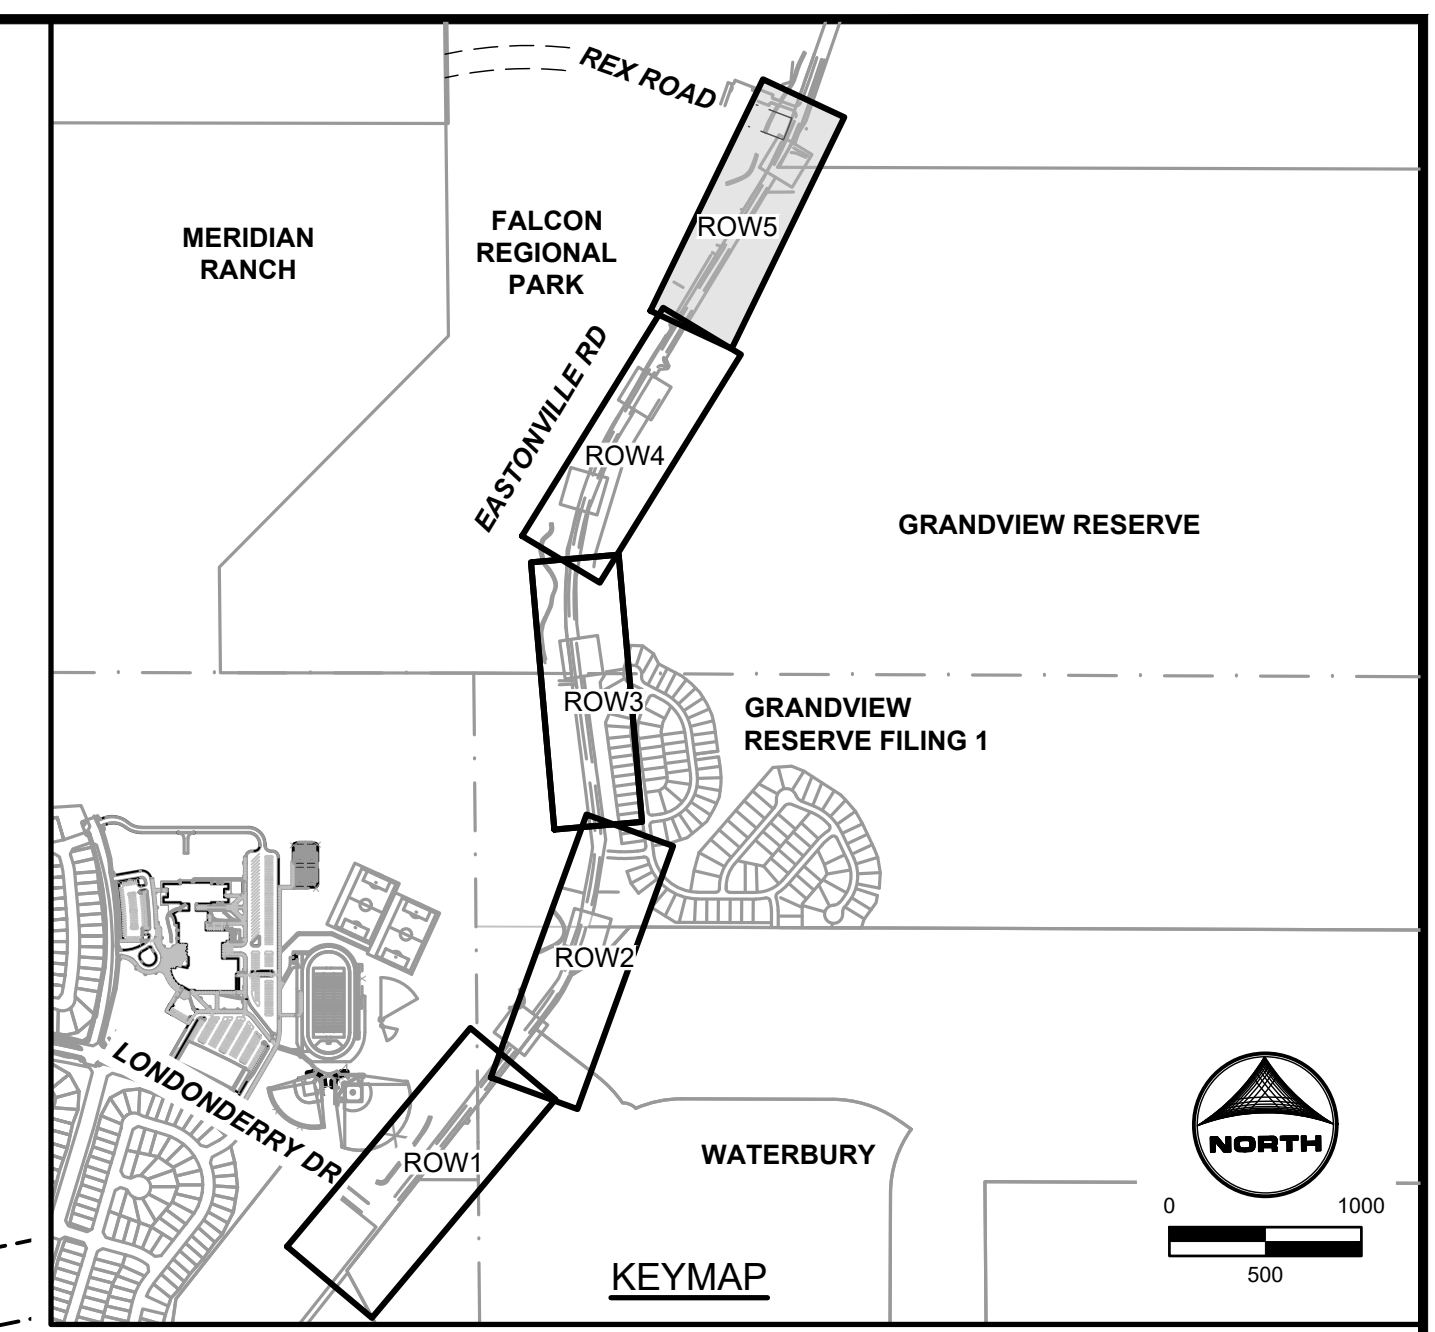 REX ROAD
MERIDIAN
RANCH
FALCON
REGIONAL
PARK
ROW5
EASTONVILLE RD
ROW4
GRANDVIEW RESERVE
ROW3
GRANDVIEW
RESERVE FILING 1
ROW2
LONDONDERRY DR
ROW1
WATERBURY
NORTH
0 1000
500
KEYMAP